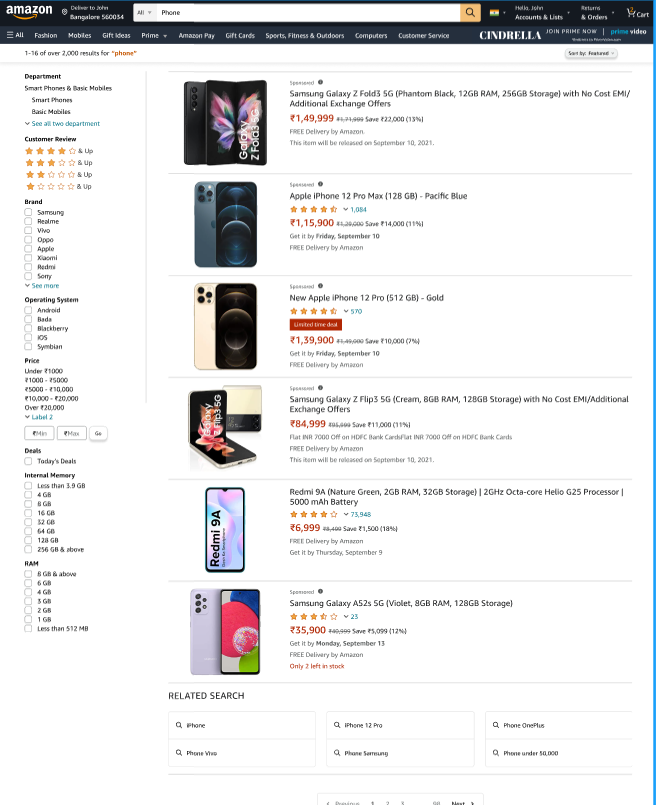 amazon
Deliver to John
Bangalore 560034
All
Phone
Hello, John
Accounts & Lists
Returns
& Orders
Cart
All
Fashion
Mobiles
Gift Ideas
Prime
Amazon Pay
Gift Cards
Sports, Fitness & Outdoors
Computers
Customer Service
CINDRELLA
JOIN PRIME NOW
prime video
1-16 of over 2,000 results for "phone"
Sort by: Featured
Department
Smart Phones & Basic Mobiles
Smart Phones
Basic Mobiles
See all two department
Customer Review
& Up
& Up
& Up
& Up
Brand
Samsung
Realme
Vivo
Oppo
Apple
Xiaomi
Redmi
Sony
See more
Operating System
Android
Bada
Blackberry
iOS
Symbian
Price
Under ₹1000
₹1000 - ₹5000
₹5000 - ₹10,000
₹10,000 - ₹20,000
Over ₹20,000
Label 2
₹Min
₹Max
Go
Deals
Today's Deals
Internal Memory
Less than 3.9 GB
4 GB
8 GB
16 GB
32 GB
64 GB
128 GB
256 GB & above
RAM
8 GB & above
6 GB
4 GB
3 GB
2 GB
1 GB
Less than 512 MB
Galaxy
Z Fold3 5G
Sponsored
Samsung Galaxy Z Fold3 5G (Phantom Black, 12GB RAM, 256GB Storage) with No Cost EMI/
Additional Exchange Offers
₹1,49,999 ₹1,71,999 Save ₹22,000 (13%)
FREE Delivery by Amazon.
This item will be released on September 10, 2021.
Sponsored
Apple iPhone 12 Pro Max (128 GB) - Pacific Blue
1,084
₹1,15,900 ₹1,29,900 Save ₹14,000 (11%)
Get it by Friday, September 10
FREE Delivery by Amazon
Sponsored
New Apple iPhone 12 Pro (512 GB) - Gold
570
Limited time deal
₹1,39,900 ₹1,49,900 Save ₹10,000 (7%)
Get it by Friday, September 10
FREE Delivery by Amazon
Galaxy
Z Flip3 5G
Sponsored
Samsung Galaxy Z Flip3 5G (Cream, 8GB RAM, 128GB Storage) with No Cost EMI/Additional
Exchange Offers
₹84,999 ₹95,999 Save ₹11,000 (11%)
Flat INR 7000 Off on HDFC Bank CardsFlat INR 7000 Off on HDFC Bank Cards
FREE Delivery by Amazon
This item will be released on September 10, 2021.
Redmi 9A
Redmi 9A (Nature Green, 2GB RAM, 32GB Storage) | 2GHz Octa-core Helio G25 Processor |
5000 mAh Battery
73,948
₹6,999 ₹8,499 Save ₹1,500 (18%)
FREE Delivery by Amazon
Get it by Thursday, September 9
Sponsored
Samsung Galaxy A52s 5G (Violet, 8GB RAM, 128GB Storage)
23
₹35,900 ₹40,999 Save ₹5,099 (12%)
Get it by Monday, September 13
FREE Delivery by Amazon
Only 2 left in stock
RELATED SEARCH
iPhone
iPhone 12 Pro
Phone OnePlus
Phone Vivo
Phone Samsung
Phone under 50,000
Previous 1 2 3 Next